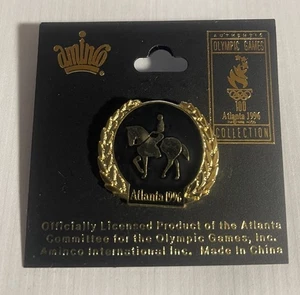 aminco
AUTHENTIC
OLYMPIC GAMES
100
Atlanta 1996
COLLECTION
Atlanta 1996
Officially Licensed Product of the Atlanta
Committee for the Olympic Games, Inc.
Aminco International Inc. Made in China